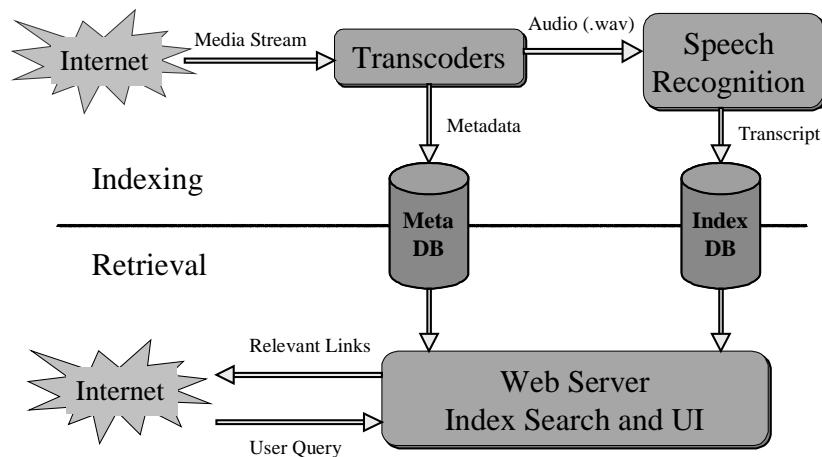 Internet
Media Stream
Transcoders
Audio (.wav)
Speech
Recognition
Metadata
Transcript
Indexing
Meta
DB
Index
DB
Retrieval
Internet
Relevant Links
User Query
Web Server
Index Search and UI